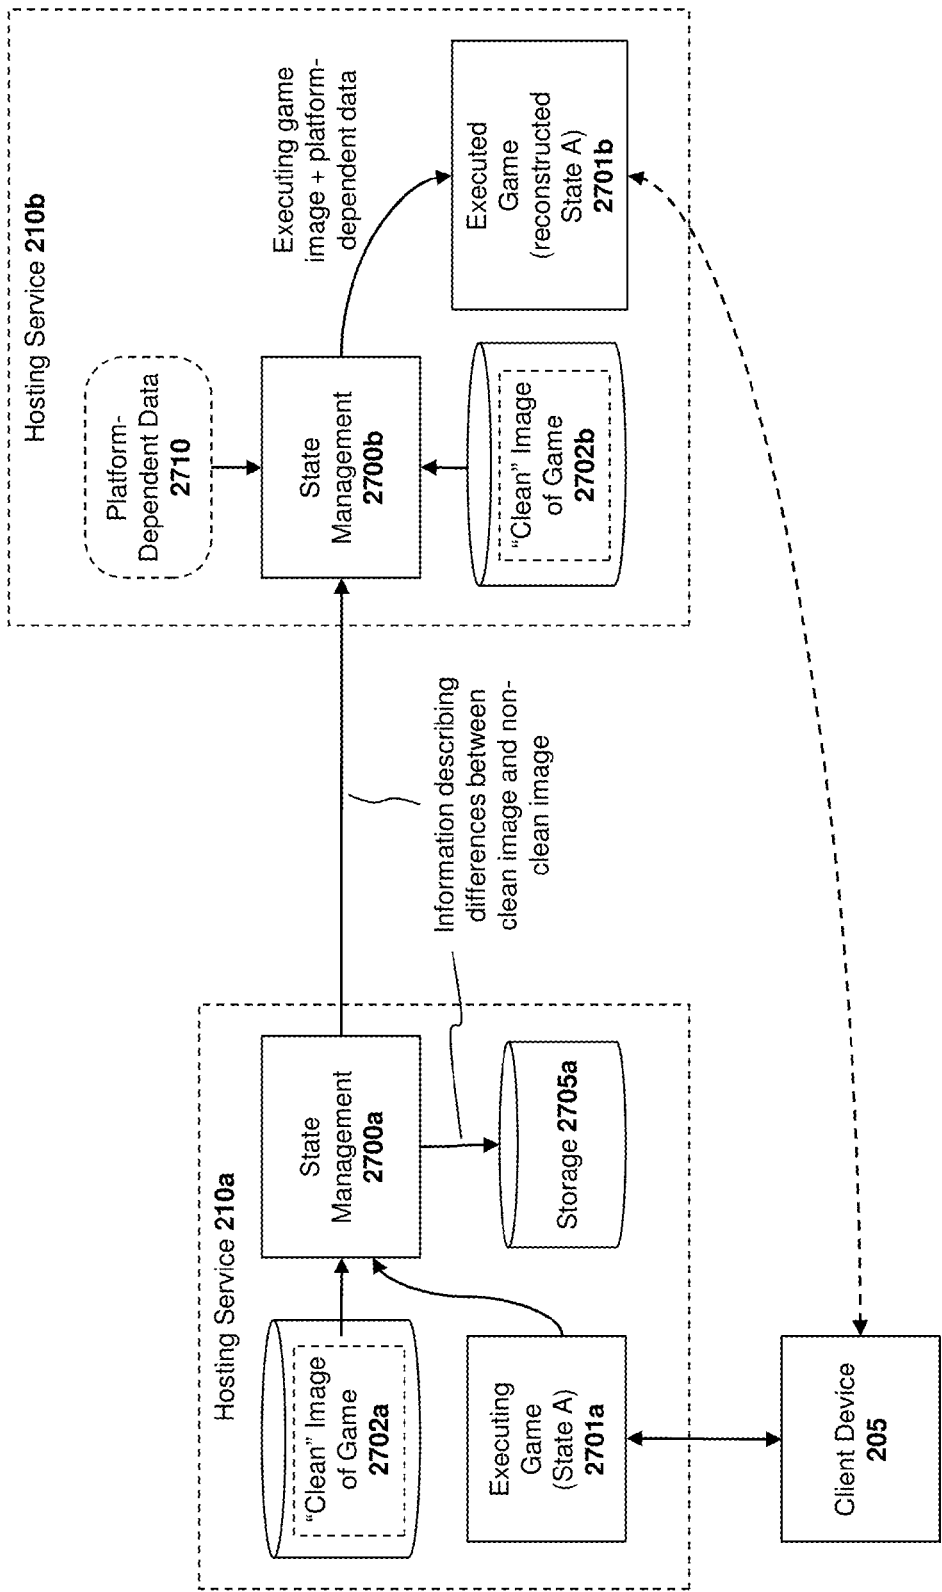 Hosting Service 210a
"Clean" Image
of Game
2702a
State
Management
2700a
Executing
Game
(State A)
2701a
Storage 2705a
Client Device
205
Information describing
differences between
clean image and non-
clean image
Hosting Service 210b
Platform-
Dependent Data
2710
State
Management
2700b
"Clean" Image
of Game
2702b
Executing game
image + platform-
dependent data
Executed
Game
(reconstructed
State A)
2701b